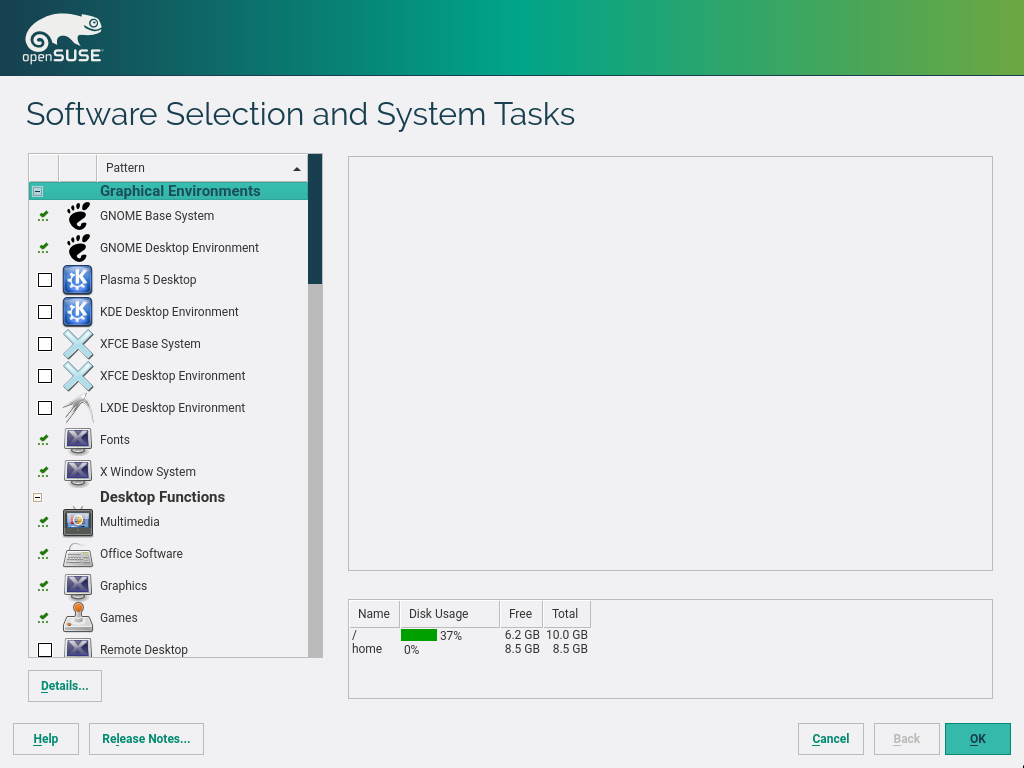 openSUSE
Software Selection and System Tasks
Pattern
Graphical Environments
GNOME Base System
GNOME Desktop Environment
Plasma 5 Desktop
KDE Desktop Environment
XFCE Base System
XFCE Desktop Environment
LXDE Desktop Environment
Fonts
X Window System
Desktop Functions
Multimedia
Office Software
Graphics
Games
Remote Desktop
Details...
Name Disk Usage Free Total
/ 37% 6.2 GB 10.0 GB
home 0% 8.5 GB 8.5 GB
Help Release Notes... Cancel Back OK